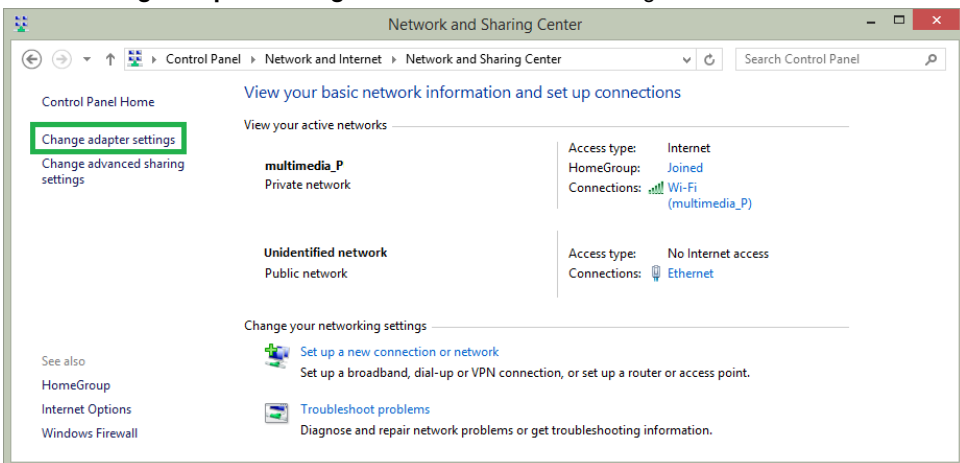 Network and Sharing Center
Control Panel Network and Internet Network and Sharing Center Search Control Panel
Control Panel Home
Change adapter settings
Change advanced sharing
settings
See also
HomeGroup
Internet Options
Windows Firewall
View your basic network information and set up connections
View your active networks
multimedia_P
Private network
Access type: Internet
HomeGroup: Joined
Connections: Wi-Fi
(multimedia_P)
Unidentified network
Public network
Access type: No Internet access
Connections: Ethernet
Change your networking settings
Set up a new connection or network
Set up a broadband, dial-up or VPN connection, or set up a router or access point.
Troubleshoot problems
Diagnose and repair network problems or get troubleshooting information.